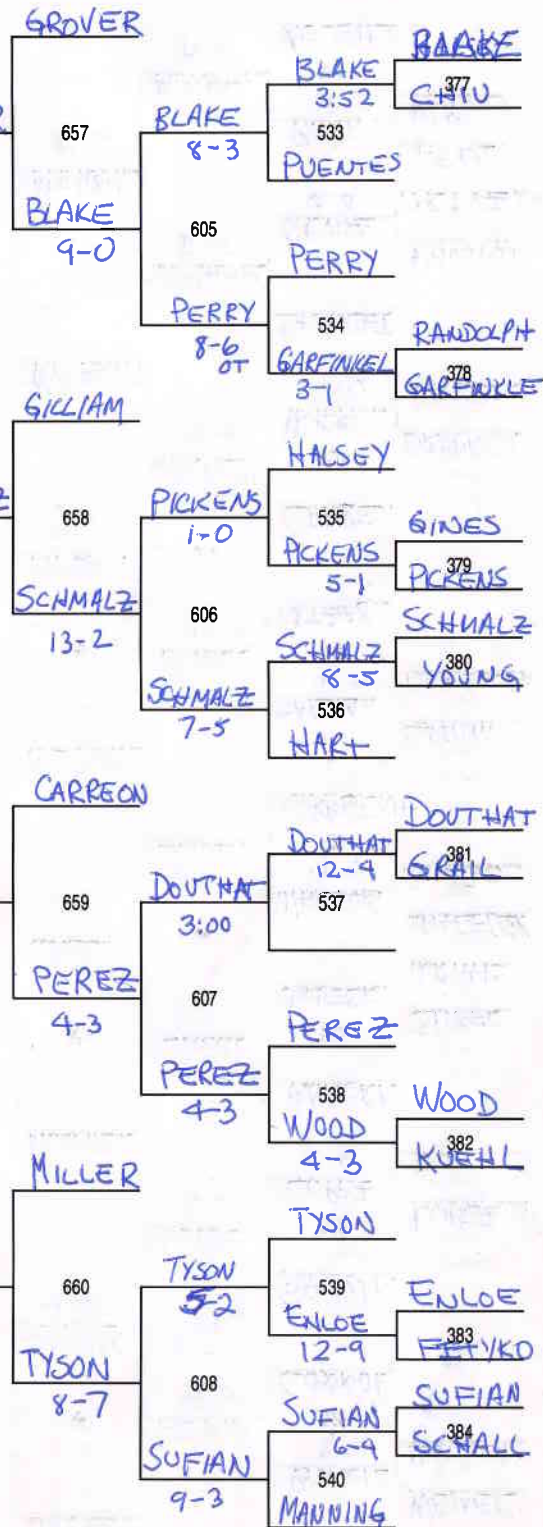 GROVER
657
BLAKE
9-0
GILLIAM
658
SCHMALZ
13-2
CARREON
659
PEREZ
4-3
MILLER
660
TYSON
8-7
BLAKE
8-3
605
PERRY
8-6
OT
PICKENS
1-0
606
SCHMALZ
7-5
DOUTHAT
3:00
607
PEREZ
4-3
TYSON
5-2
608
SUFIAN
9-3
BLAKE
3:52
533
PUENTES
PERRY
534
GARFINKEL
3-1
HALSEY
535
PICKENS
5-1
SCHMALZ
8-5
536
HART
DOUTHAT
12-4
537
PEREZ
538
WOOD
4-3
TYSON
539
ENLOE
12-9
SUFIAN
6-4
540
MANNING
BLAKE
377
CHIU
RANDOLPH
378
GARFINKLE
GINES
379
PICKENS
SCHMALZ
380
YOUNG
DOUTHAT
381
GRAIL
WOOD
382
KUEHL
ENLOE
383
SUFIAN
384
SCHALL